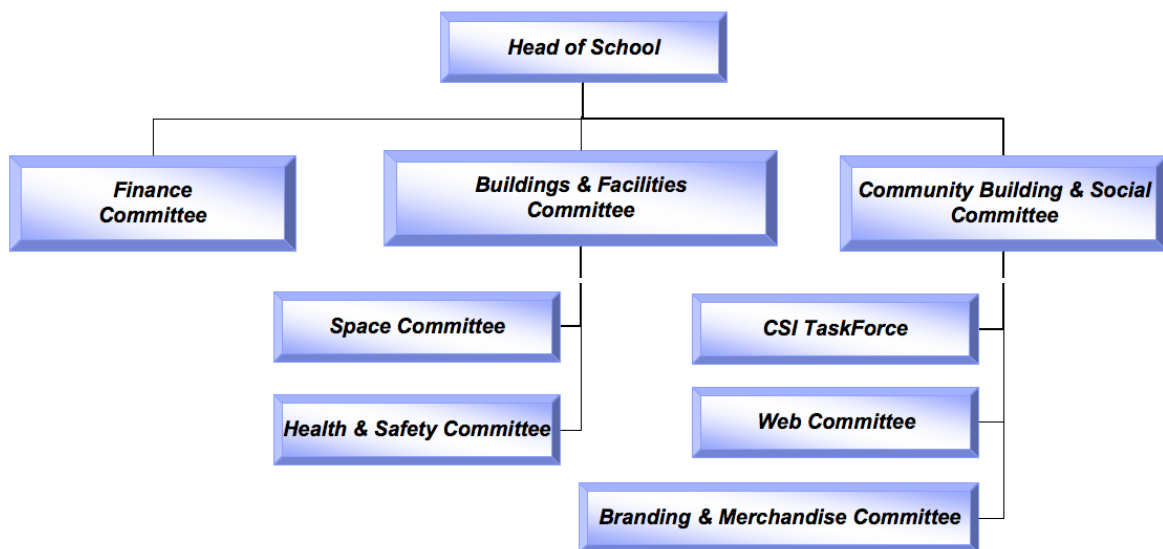 Head of School
Finance
Committee
Buildings & Facilities
Committee
Community Building & Social
Committee
Space Committee
CSI TaskForce
Health & Safety Committee
Web Committee
Branding & Merchandise Committee